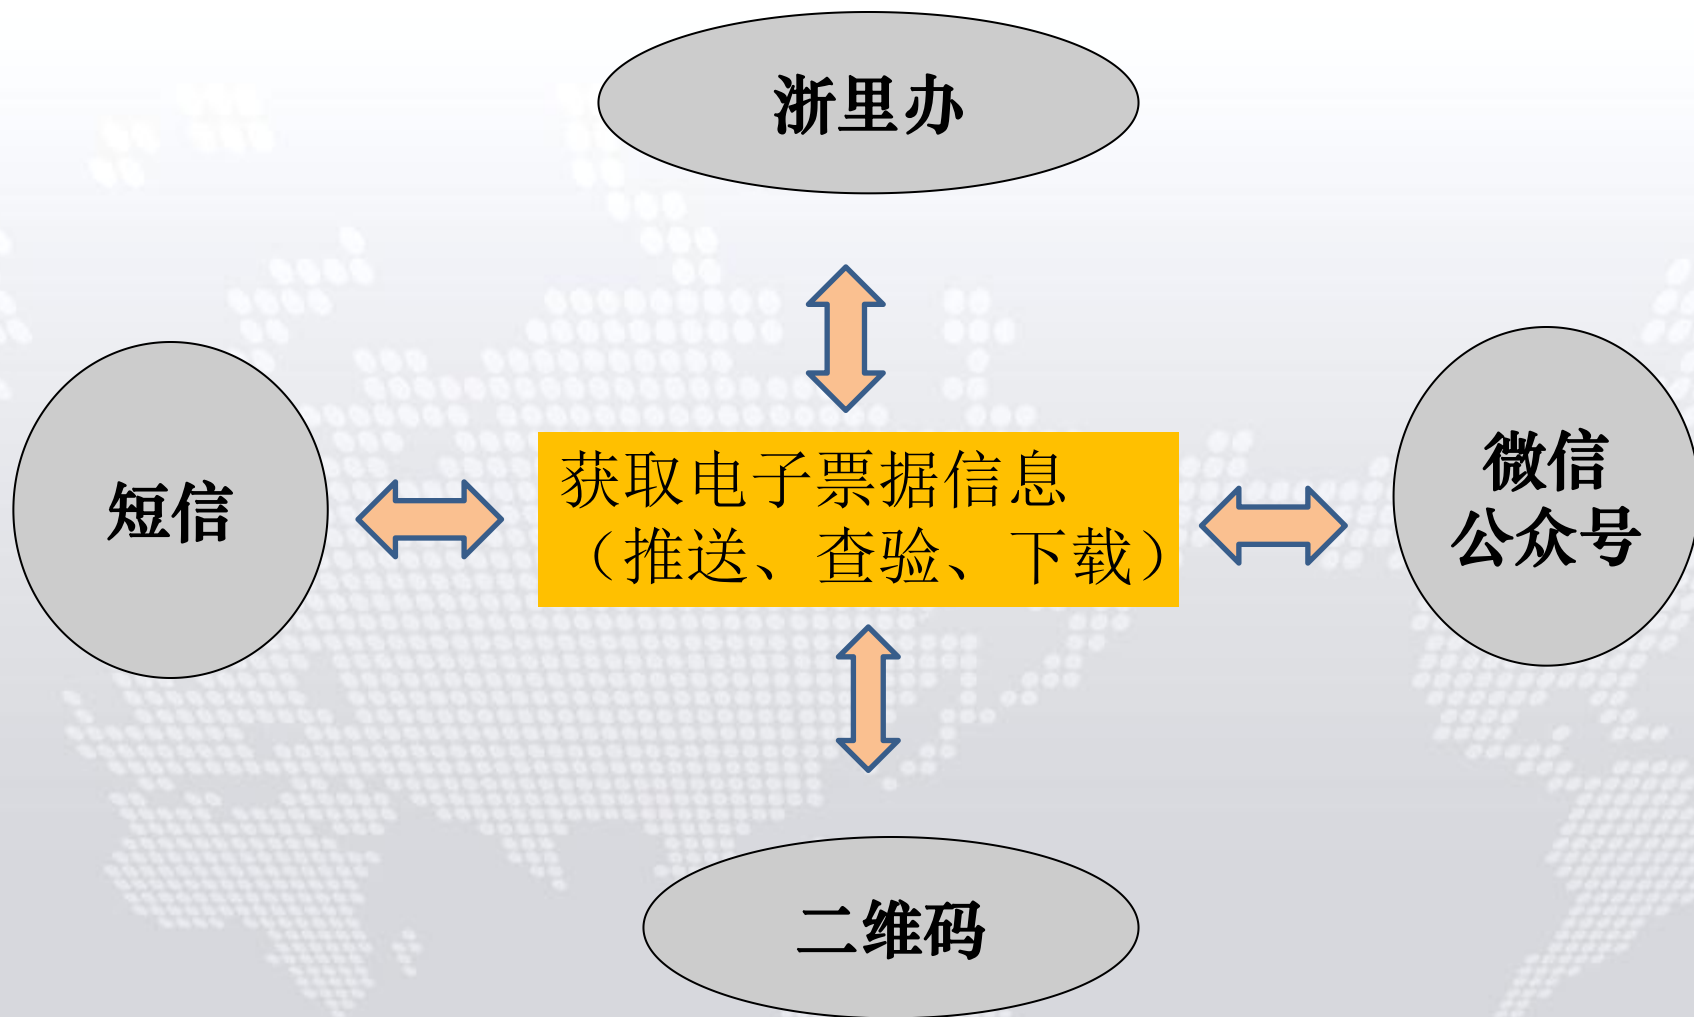 浙里办
短信
获取电子票据信息
（推送、查验、下载）
微信
公众号
二维码